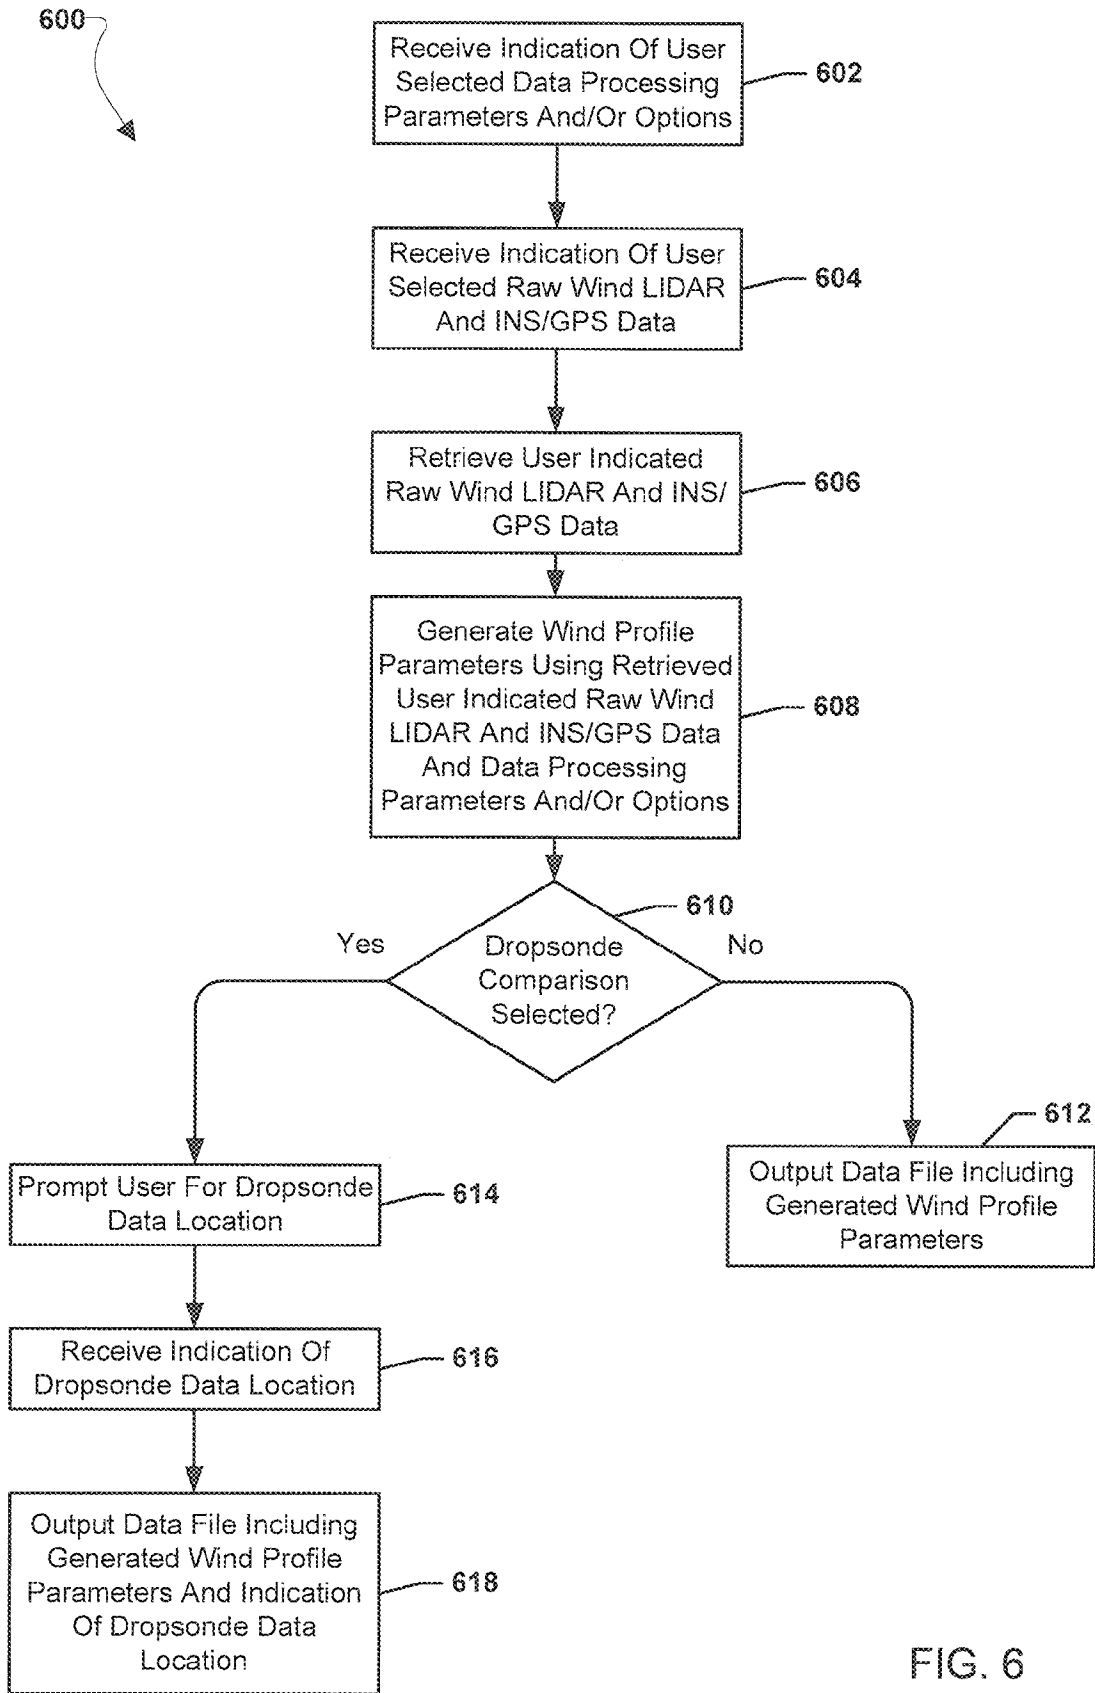 600
Receive Indication Of User
Selected Data Processing
Parameters And/Or Options
602
Receive Indication Of User
Selected Raw Wind LIDAR
And INS/GPS Data
604
Retrieve User Indicated
Raw Wind LIDAR And INS/
GPS Data
606
Generate Wind Profile
Parameters Using Retrieved
User Indicated Raw Wind
LIDAR And INS/GPS Data
And Data Processing
Parameters And/Or Options
608
610
Yes
Dropsonde
Comparison
Selected?
No
612
Output Data File Including
Generated Wind Profile
Parameters
Prompt User For Dropsonde
Data Location
614
Receive Indication Of
Dropsonde Data Location
616
Output Data File Including
Generated Wind Profile
Parameters And Indication
Of Dropsonde Data
Location
618
FIG. 6